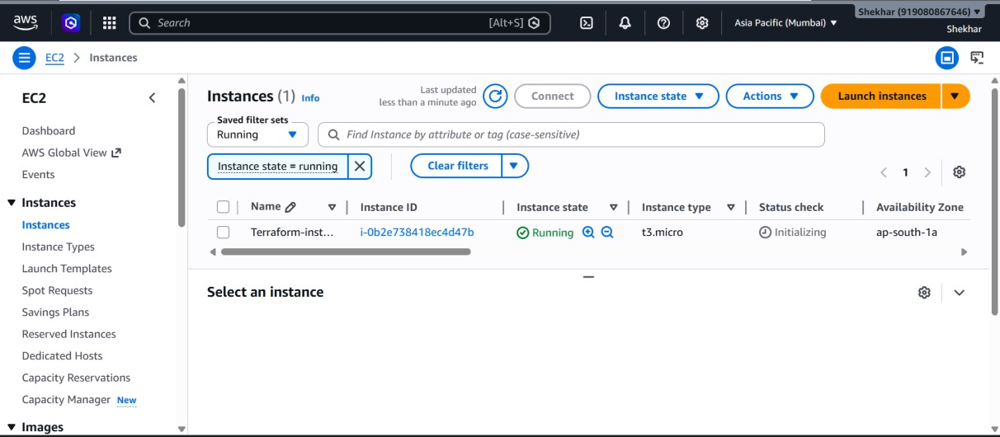 aws
Search [Alt+S]
Asia Pacific (Mumbai)
Shekhar (919080867646)
Shekhar
EC2 Instances
EC2
Dashboard
AWS Global View
Events
Instances
Instances
Instance Types
Launch Templates
Spot Requests
Savings Plans
Reserved Instances
Dedicated Hosts
Capacity Reservations
Capacity Manager New
Images
Instances (1) Info
Last updated
less than a minute ago
Connect
Instance state
Actions
Launch instances
Saved filter sets
Running
Find Instance by attribute or tag (case-sensitive)
Instance state = running
Clear filters
1
Name Instance ID Instance state Instance type Status check Availability Zone
Terraform-inst... i-0b2e738418ec4d47b Running t3.micro Initializing ap-south-1a
Select an instance